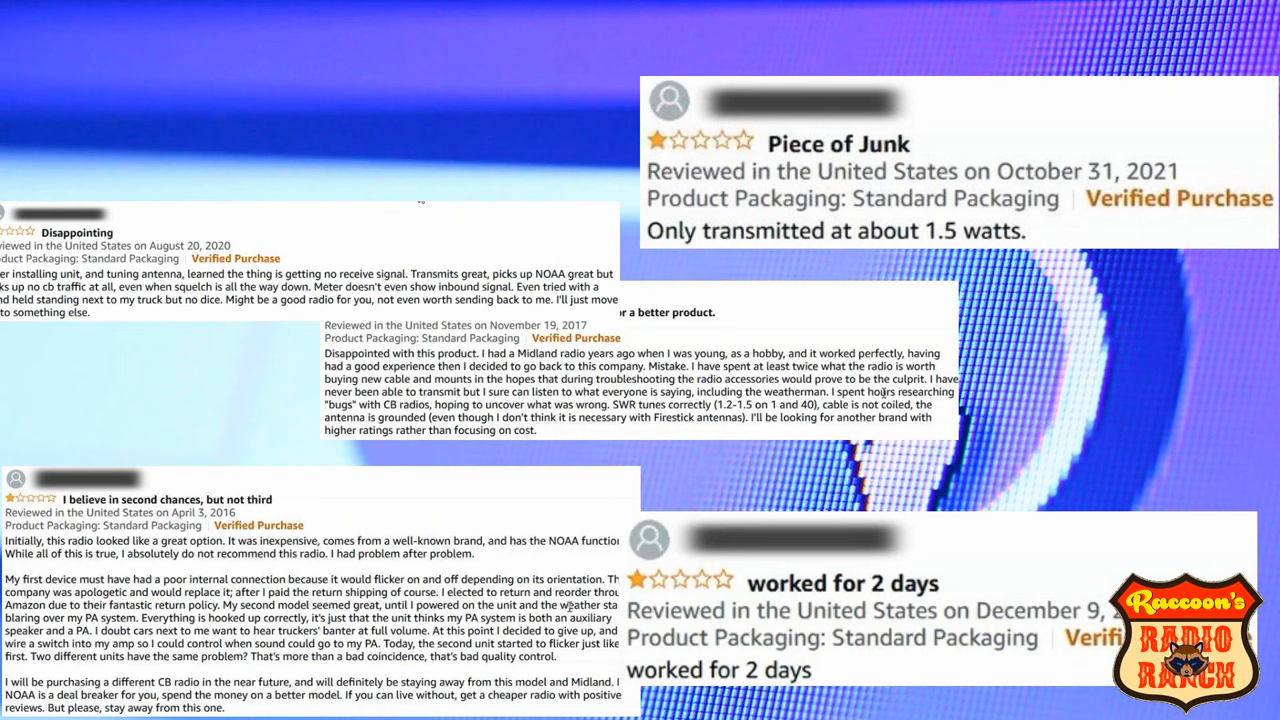 Piece of Junk
Reviewed in the United States on October 31, 2021
Product Packaging: Standard Packaging | Verified Purchase
Only transmitted at about 1.5 watts.
Disappointing
viewed in the United States on August 20, 2020
oduct Packaging: Standard Packaging | Verified Purchase
er installing unit, and tuning antenna, learned the thing is getting no receive signal. Transmits great, picks up NOAA great but
ks up no cb traffic at all, even when squelch is all the way down. Meter doesn't even show inbound signal. Even tried with a
nd held standing next to my truck but no dice. Might be a good radio for you, not even worth sending back to me. I'll just move
to something else.
r a better product.
Reviewed in the United States on November 19, 2017
Product Packaging: Standard Packaging | Verified Purchase
Disappointed with this product. I had a Midland radio years ago when I was young, as a hobby, and it worked perfectly, having
had a good experience then I decided to go back to this company. Mistake. I have spent at least twice what the radio is worth
buying new cable and mounts in the hopes that during troubleshooting the radio accessories would prove to be the culprit. I have
never been able to transmit but I sure can listen to what everyone is saying, including the weatherman. I spent hours researching
"bugs" with CB radios, hoping to uncover what was wrong. SWR tunes correctly (1.2-1.5 on 1 and 40), cable is not coiled, the
antenna is grounded (even though I don't think it is necessary with Firestick antennas). I'll be looking for another brand with
higher ratings rather than focusing on cost.
I believe in second chances, but not third
Reviewed in the United States on April 3, 2016
Product Packaging: Standard Packaging | Verified Purchase
Initially, this radio looked like a great option. It was inexpensive, comes from a well-known brand, and has the NOAA function
While all of this is true, I absolutely do not recommend this radio. I had problem after problem.
My first device must have had a poor internal connection because it would flicker on and off depending on its orientation. Th
company was apologetic and would replace it; after I paid the return shipping of course. I elected to return and reorder throu
Amazon due to their fantastic return policy. My second model seemed great, until I powered on the unit and the weather sta
blaring over my PA system. Everything is hooked up correctly, it's just that the unit thinks my PA system is both an auxiliary
speaker and a PA. I doubt cars next to me want to hear truckers' banter at full volume. At this point I decided to give up, and
wire a switch into my amp so I could control when sound could go to my PA. Today, the second unit started to flicker just like
first. Two different units have the same problem? That's more than a bad coincidence, that's bad quality control.
I will be purchasing a different CB radio in the near future, and will definitely be staying away from this model and Midland. I
NOAA is a deal breaker for you, spend the money on a better model. If you can live without, get a cheaper radio with positive
reviews. But please, stay away from this one.
worked for 2 days
Reviewed in the United States on December 9, 2
Product Packaging: Standard Packaging | Verifi
worked for 2 days
Raccoon's
RADIO
RANCH